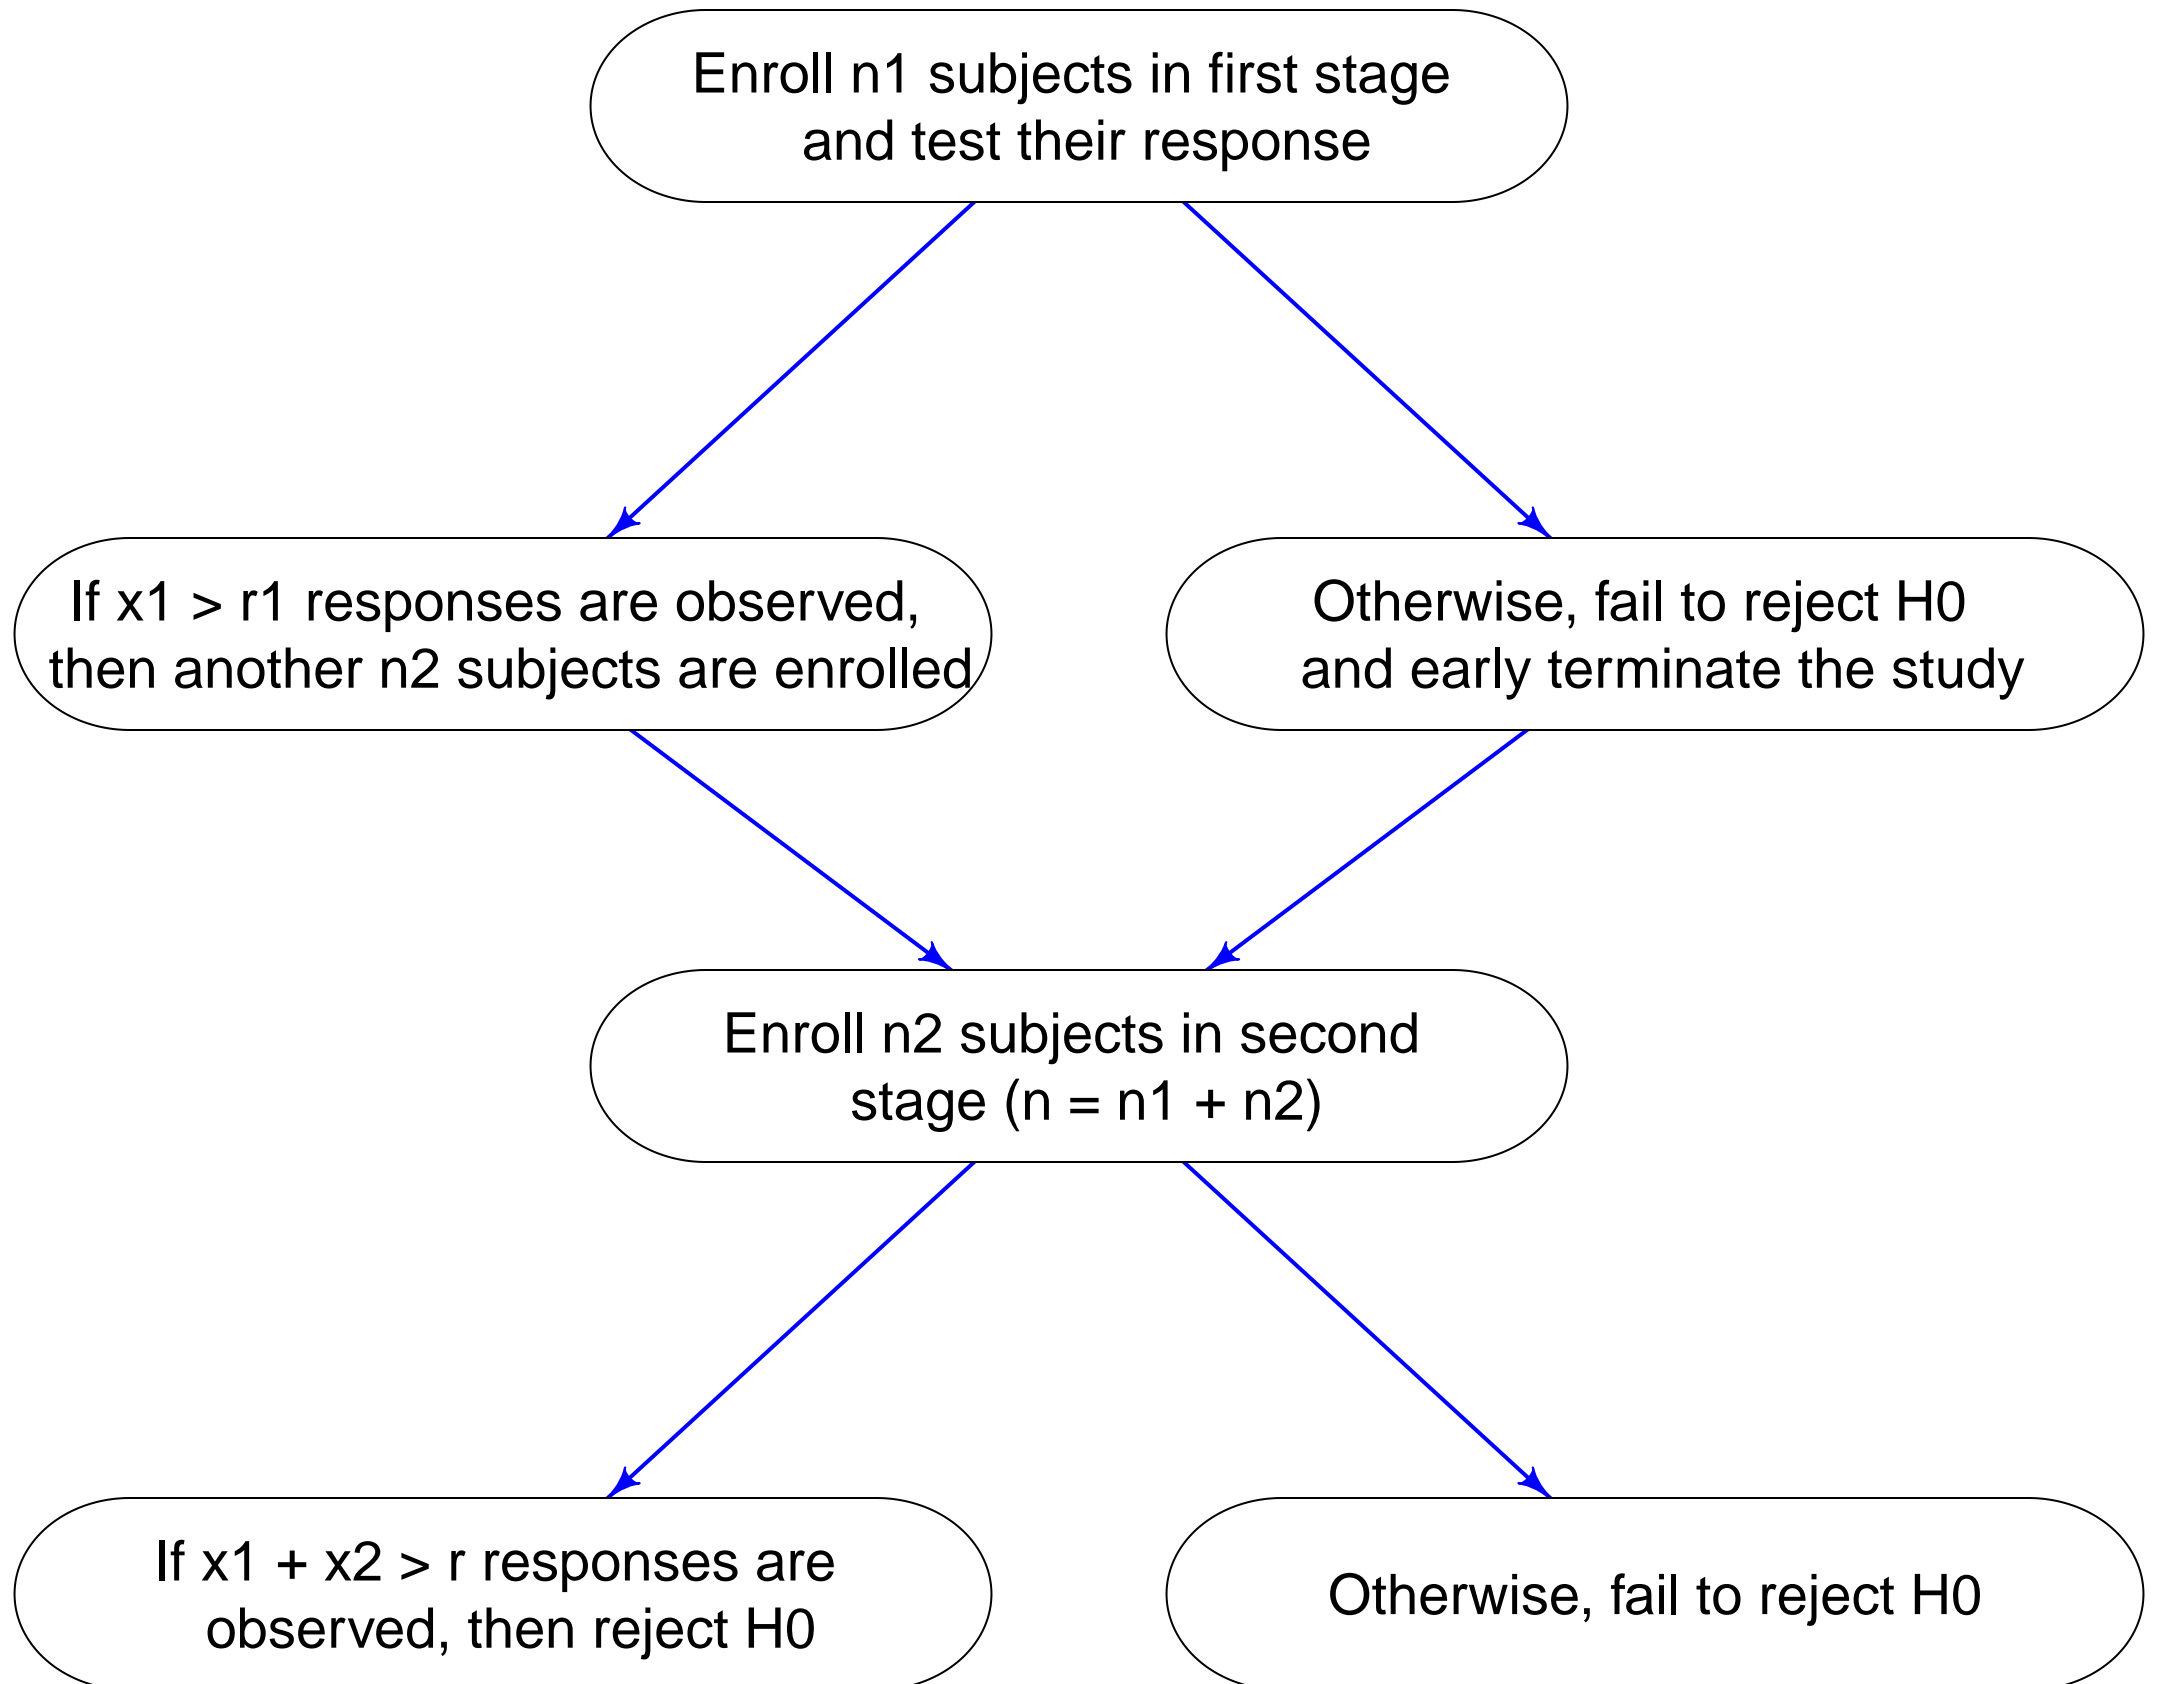 Enroll n1 subjects in first stage
and test their response
If x1 > r1 responses are observed,
then another n2 subjects are enrolled
Otherwise, fail to reject H0
and early terminate the study
Enroll n2 subjects in second
stage (n = n1 + n2)
If x1 + x2 > r responses are
observed, then reject H0
Otherwise, fail to reject H0